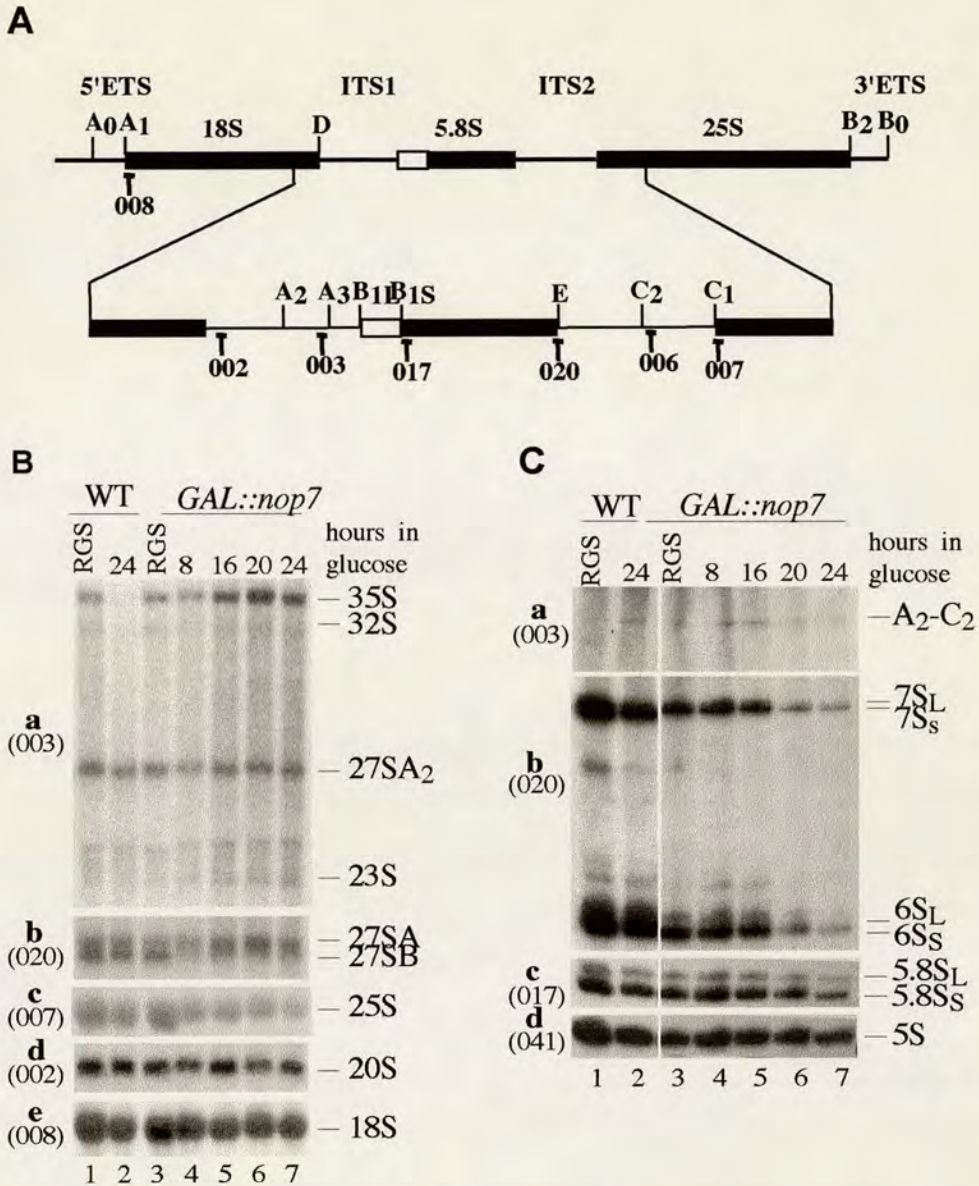 A
5'ETS ITS1 ITS2 3'ETS
A0 A1 18S D 5.8S 25S B2 B0
008
A2 A3 B1L B1S E C2 C1
002 003 017 020 006 007
B
WT GAL::nop7
RGS 24 RGS 8 16 20 24 hours in glucose
a (003)
35S
32S
27SA2
23S
b (020)
27SA
27SB
c (007)
25S
d (002)
20S
e (008)
18S
1 2 3 4 5 6 7
C
WT GAL::nop7
RGS 24 RGS 8 16 20 24 hours in glucose
a (003)
A2-C2
b (020)
7SL
7Ss
6SL
6Ss
c (017)
5.8SL
5.8Ss
d (041)
5S
1 2 3 4 5 6 7